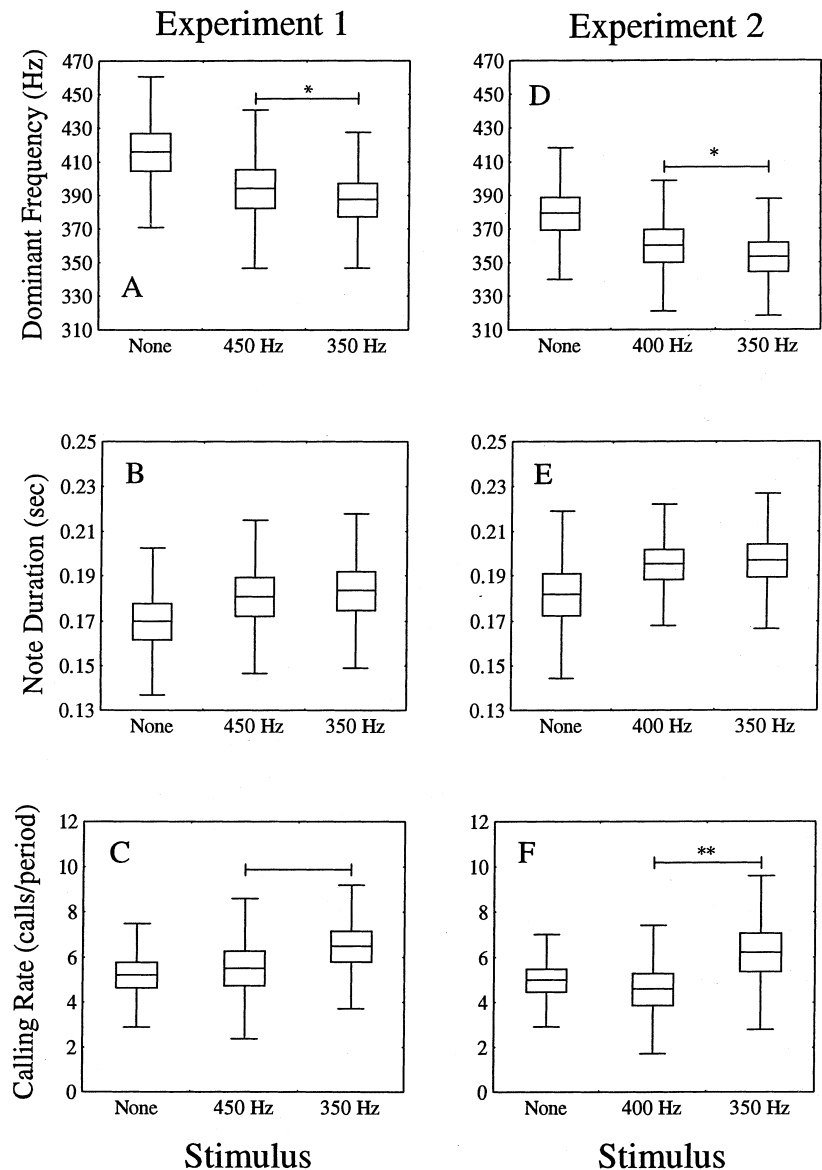 Experiment 1
Experiment 2
Dominant Frequency (Hz)
470
450
430
410
390
370
350
330
310
A
*
None
450 Hz
350 Hz
470
450
430
410
390
370
350
330
310
D
*
None
400 Hz
350 Hz
Note Duration (sec)
0.25
0.23
0.21
0.19
0.17
0.15
0.13
B
None
450 Hz
350 Hz
0.25
0.23
0.21
0.19
0.17
0.15
0.13
E
None
400 Hz
350 Hz
Calling Rate (calls/period)
12
10
8
6
4
2
0
C
None
450 Hz
350 Hz
12
10
8
6
4
2
0
F
**
None
400 Hz
350 Hz
Stimulus
Stimulus